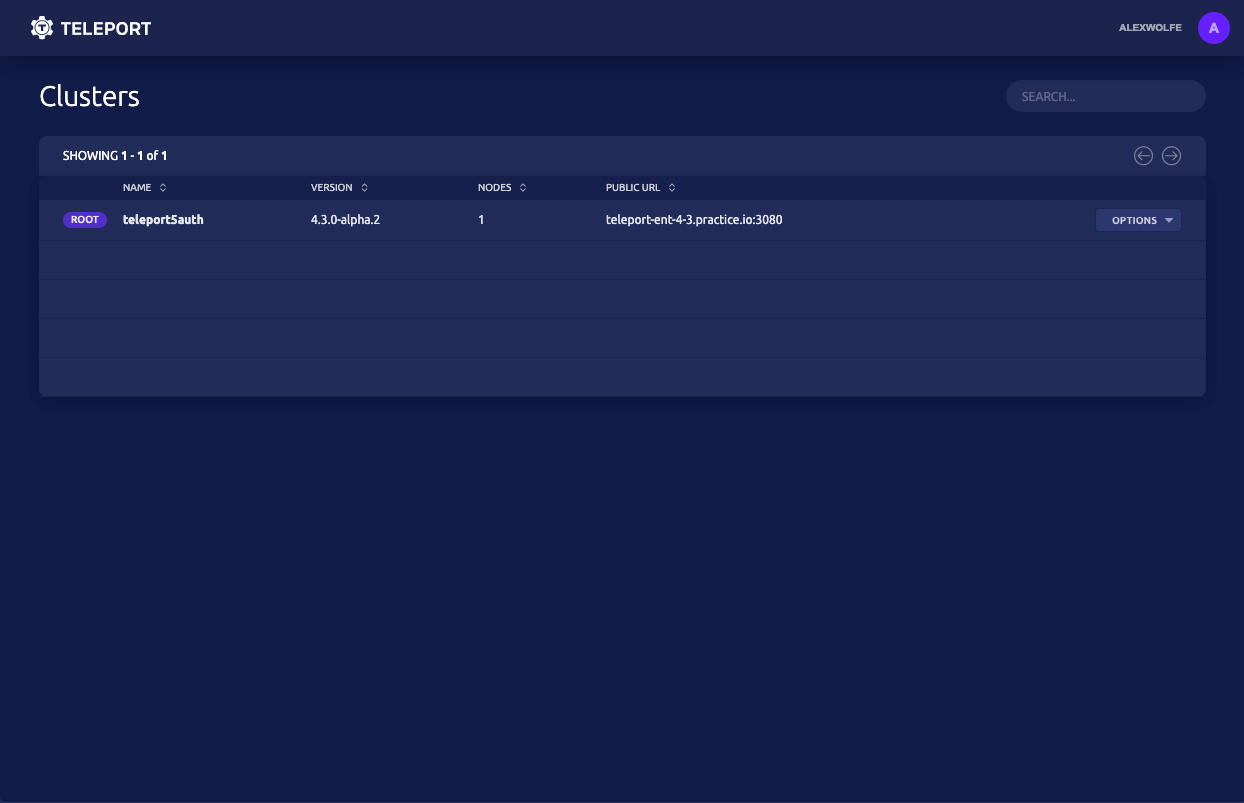 TELEPORT
ALEXWOLFE A
Clusters
SEARCH...
SHOWING 1 - 1 of 1
NAME VERSION NODES PUBLIC URL
ROOT teleport5auth 4.3.0-alpha.2 1 teleport-ent-4-3.practice.io:3080 OPTIONS